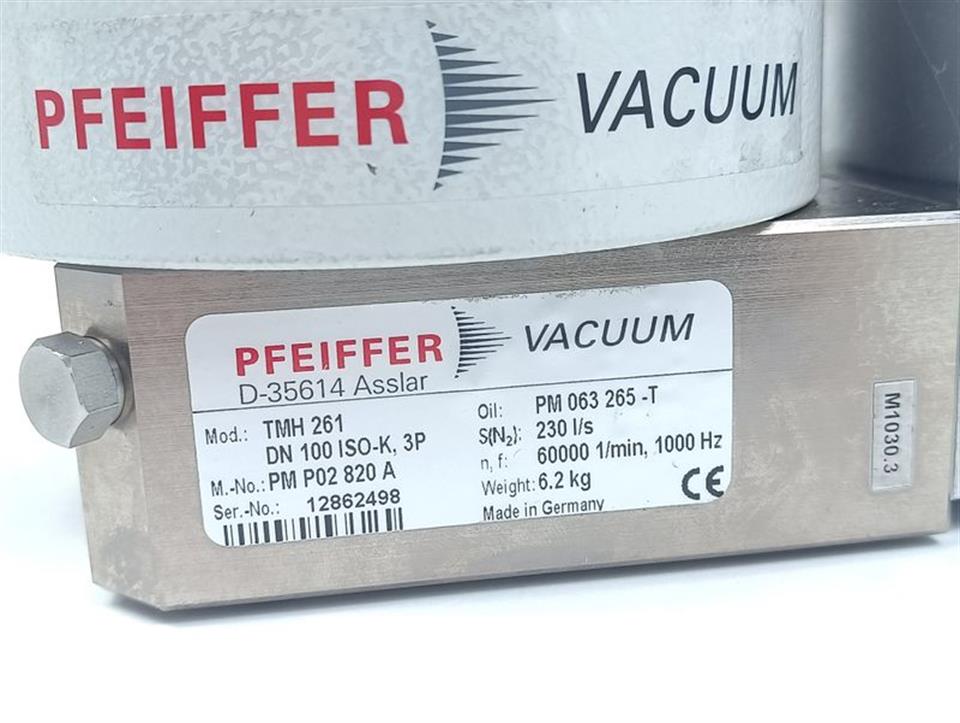 PFEIFFER VACUUM
PFEIFFER VACUUM
D-35614 Asslar
Mod.: TMH 261
DN 100 ISO-K, 3P
M.-No.: PM P02 820 A
Ser.-No.: 12862498
Oil: PM 063 265 -T
S(N₂): 230 l/s
n, f: 60000 1/min, 1000 Hz
Weight: 6.2 kg
Made in Germany
CE
M1030.3